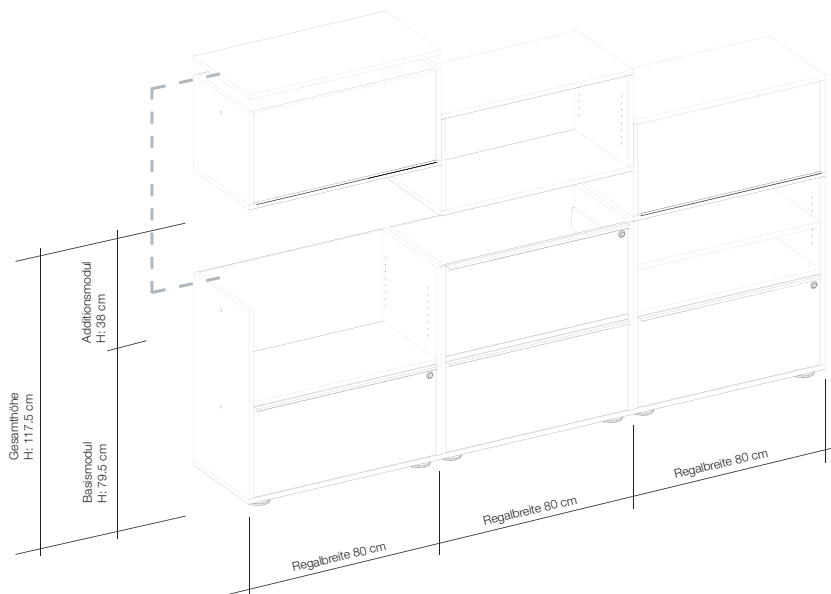 Gesamthöhe
H: 117.5 cm
Additionsmodul
H: 38 cm
Basismodul
H: 79.5 cm
Regalbreite 80 cm
Regalbreite 80 cm
Regalbreite 80 cm